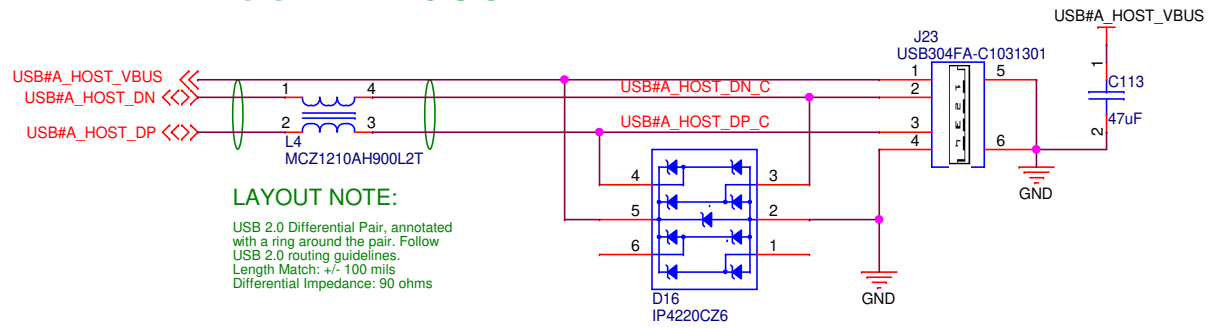 USB#A_HOST_VBUS
J23
USB304FA-C1031301
USB#A_HOST_VBUS
1
5
1
USB#A_HOST_DN
1
4
USB#A_HOST_DN_C
2
C113
47uF
USB#A_HOST_DP
2
3
USB#A_HOST_DP_C
3
2
L4
MCZ1210AH900L2T
4
6
GND
LAYOUT NOTE:
USB 2.0 Differential Pair, annotated
with a ring around the pair. Follow
USB 2.0 routing guidelines.
Length Match: +/- 100 mils
Differential Impedance: 90 ohms
4
3
5
2
6
1
D16
IP4220CZ6
GND